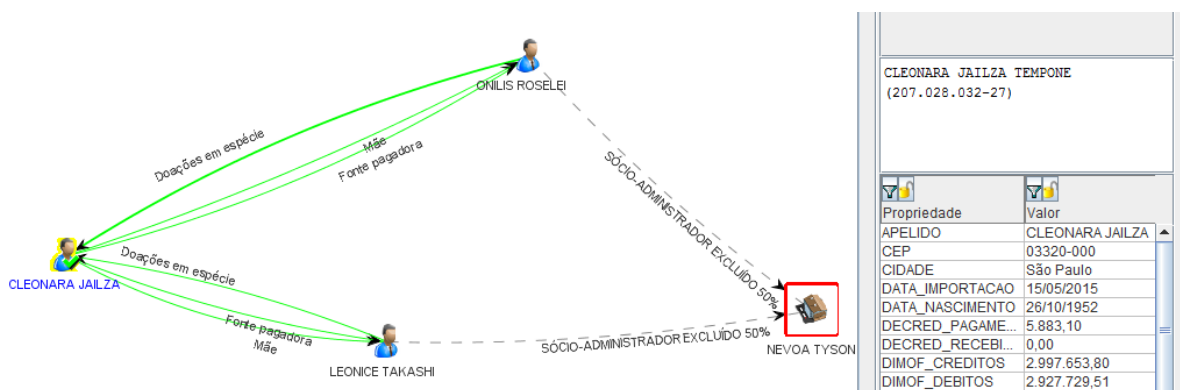 ONILIS ROSELEI
Doações em espécie
Mãe
Fonte pagadora
SÓCIO-ADMINISTRADOR EXCLUÍDO 50%
CLEONARA JAILZA
Doações em espécie
Fonte pagadora
Mãe
LEONICE TAKASHI
SÓCIO-ADMINISTRADOR EXCLUÍDO 50%
NEVOA TYSON
CLEONARA JAILZA TEMPONE
(207.028.032-27)
Propriedade Valor
APELIDO CLEONARA JAILZA
CEP 03320-000
CIDADE São Paulo
DATA_IMPORTACAO 15/05/2015
DATA_NASCIMENTO 26/10/1952
DECRED_PAGAME... 5.883,10
DECRED_RECEBI... 0,00
DIMOF_CREDITOS 2.997.653,80
DIMOF_DEBITOS 2.927.729,51